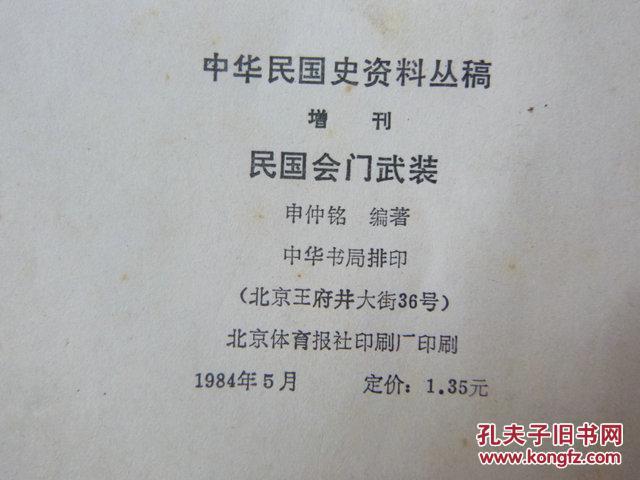 中华民国史资料丛稿
增 刊
民国会门武装
申仲铭 编著
中华书局排印
(北京王府井大街36号)
北京体育报社印刷厂印刷
1984年5月 定价: 1.35元
孔夫子旧书网
www.kongfz.com